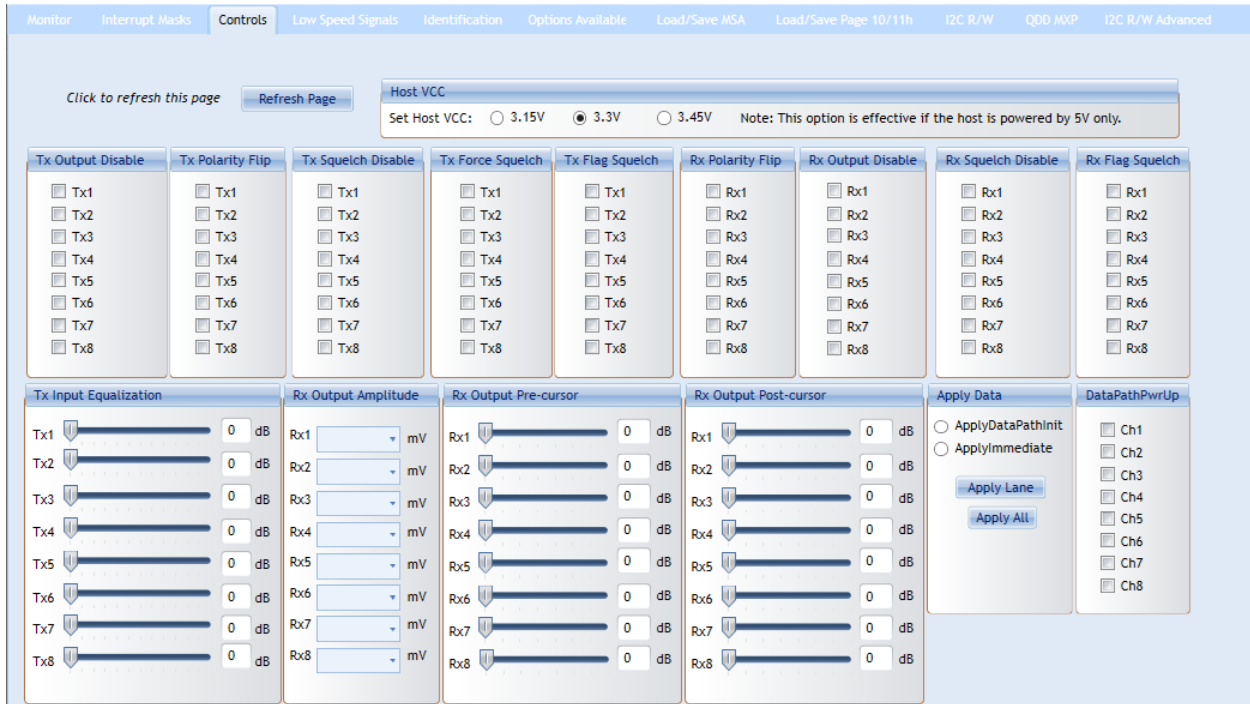 Monitor Interrupt Masks Controls Low Speed Signals Identification Options Available Load/Save MSA Load/Save Page 10/11h I2C R/W QDD MXP I2C R/W Advanced
Click to refresh this page Refresh Page
Host VCC
Set Host VCC: 3.15V 3.3V 3.45V Note: This option is effective if the host is powered by 5V only.
Tx Output Disable Tx Polarity Flip Tx Squelch Disable Tx Force Squelch Tx Flag Squelch Rx Polarity Flip Rx Output Disable Rx Squelch Disable Rx Flag Squelch
Tx1 Tx1 Tx1 Tx1 Tx1 Rx1 Rx1 Rx1 Rx1
Tx2 Tx2 Tx2 Tx2 Tx2 Rx2 Rx2 Rx2 Rx2
Tx3 Tx3 Tx3 Tx3 Tx3 Rx3 Rx3 Rx3 Rx3
Tx4 Tx4 Tx4 Tx4 Tx4 Rx4 Rx4 Rx4 Rx4
Tx5 Tx5 Tx5 Tx5 Tx5 Rx5 Rx5 Rx5 Rx5
Tx6 Tx6 Tx6 Tx6 Tx6 Rx6 Rx6 Rx6 Rx6
Tx7 Tx7 Tx7 Tx7 Tx7 Rx7 Rx7 Rx7 Rx7
Tx8 Tx8 Tx8 Tx8 Tx8 Rx8 Rx8 Rx8 Rx8
Tx Input Equalization
Tx1 0 dB
Tx2 0 dB
Tx3 0 dB
Tx4 0 dB
Tx5 0 dB
Tx6 0 dB
Tx7 0 dB
Tx8 0 dB
Rx Output Amplitude
Rx1 mV
Rx2 mV
Rx3 mV
Rx4 mV
Rx5 mV
Rx6 mV
Rx7 mV
Rx8 mV
Rx Output Pre-cursor
Rx1 0 dB
Rx2 0 dB
Rx3 0 dB
Rx4 0 dB
Rx5 0 dB
Rx6 0 dB
Rx7 0 dB
Rx8 0 dB
Rx Output Post-cursor
Rx1 0 dB
Rx2 0 dB
Rx3 0 dB
Rx4 0 dB
Rx5 0 dB
Rx6 0 dB
Rx7 0 dB
Rx8 0 dB
Apply Data
ApplyDataPathInit
ApplyImmediate
Apply Lane
Apply All
DataPathPwrUp
Ch1
Ch2
Ch3
Ch4
Ch5
Ch6
Ch7
Ch8